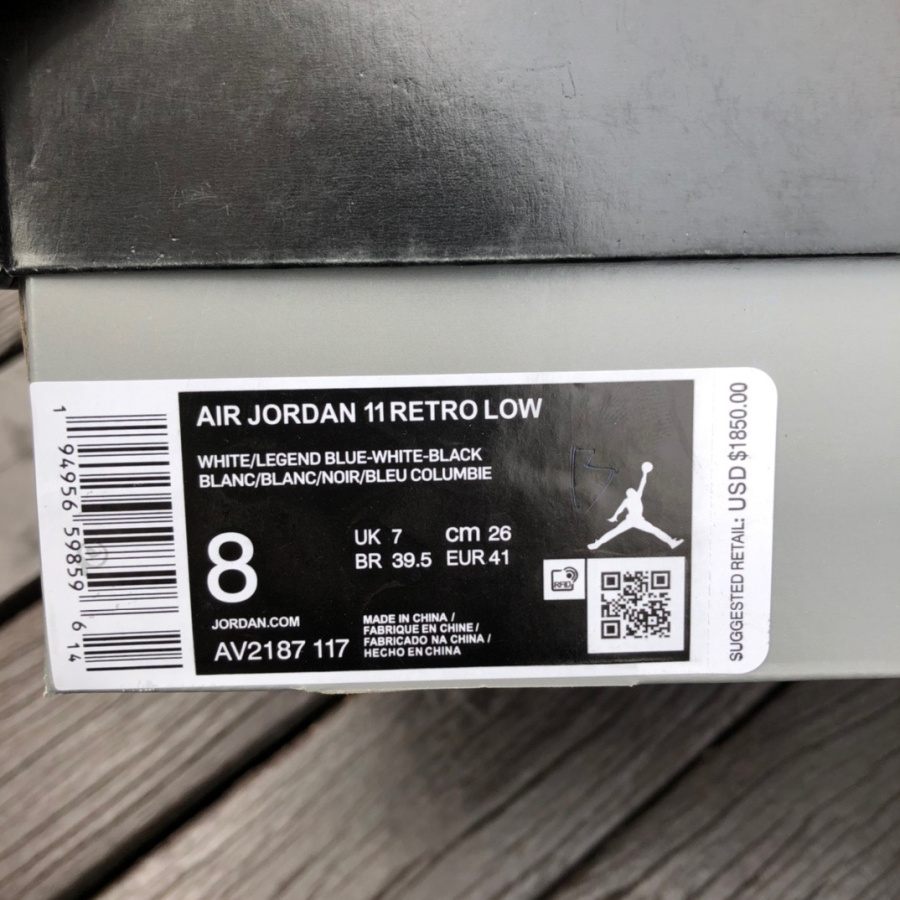 AIR JORDAN 11 RETRO LOW
WHITE/LEGEND BLUE-WHITE-BLACK
BLANC/BLANC/NOIR/BLEU COLUMBIE
8
UK 7 cm 26
BR 39.5 EUR 41
JORDAN.COM
AV2187 117
MADE IN CHINA /
FABRIQUE EN CHINE /
FABRICADO NA CHINA /
HECHO EN CHINA
RFID
1 94956 59859 6 14
SUGGESTED RETAIL: USD $1850.00